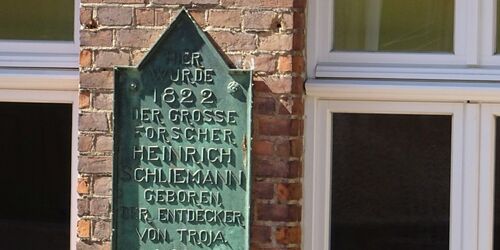 HIER
WURDE
1822
DER GROSSE
FORSCHER
HEINRICH
SCHLIEMANN
GEBOREN
DER ENTDECKER
VON TROJA